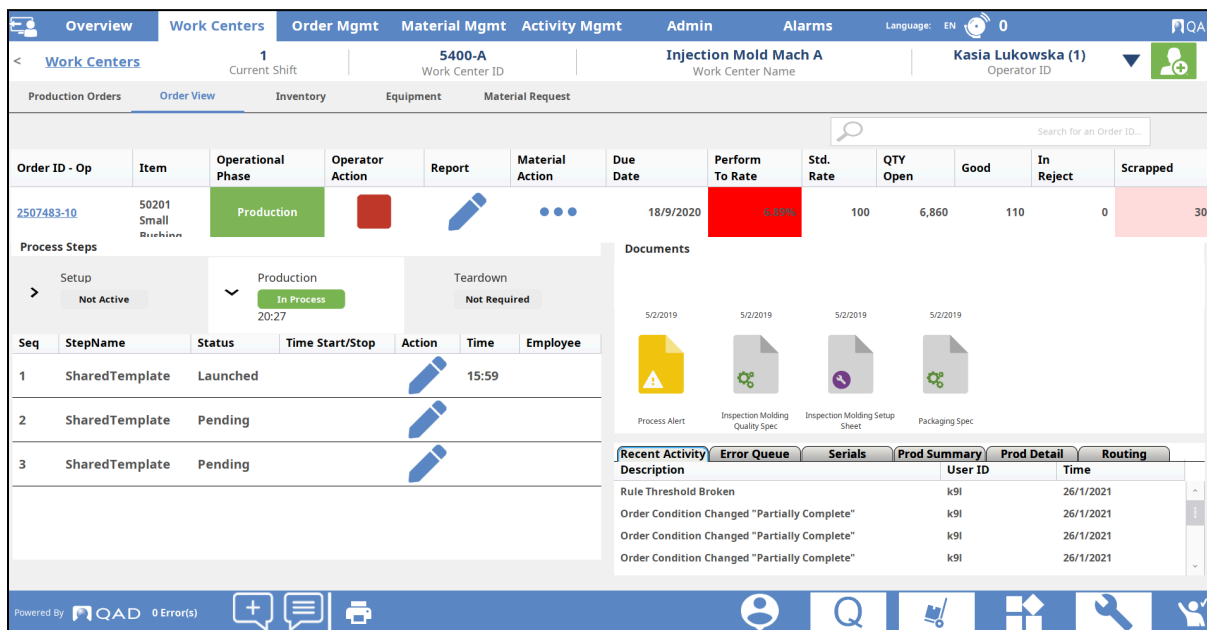 Overview Work Centers Order Mgmt Material Mgmt Activity Mgmt Admin Alarms Language: EN 0 QA
< Work Centers 1 5400-A Injection Mold Mach A Kasia Lukowska (1)
Current Shift Work Center ID Work Center Name Operator ID
Production Orders Order View Inventory Equipment Material Request
Search for an Order ID...
Order ID - Op Item Operational Phase Operator Action Report Material Action Due Date Perform To Rate Std. Rate QTY Open Good In Reject Scrapped
2507483-10 50201 Small Bushing Production 18/9/2020 6.89% 100 6,860 110 0 30
Process Steps
Setup Production Teardown
Not Active In Process Not Required
20:27
Seq StepName Status Time Start/Stop Action Time Employee
1 SharedTemplate Launched 15:59
2 SharedTemplate Pending
3 SharedTemplate Pending
Documents
5/2/2019 5/2/2019 5/2/2019 5/2/2019
Process Alert
Inspection Molding
Quality Spec
Inspection Molding Setup
Sheet
Packaging Spec
Recent Activity Error Queue Serials Prod Summary Prod Detail Routing
Description User ID Time
Rule Threshold Broken k9l 26/1/2021
Order Condition Changed "Partially Complete" k9l 26/1/2021
Order Condition Changed "Partially Complete" k9l 26/1/2021
Order Condition Changed "Partially Complete" k9l 26/1/2021
Powered By QAD 0 Error(s) Q